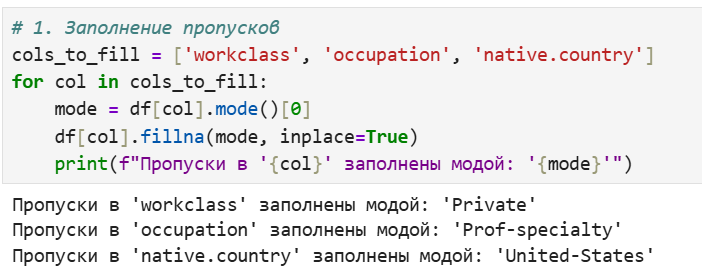 # 1. Заполнение пропусков
cols_to_fill = ['workclass', 'occupation', 'native.country']
for col in cols_to_fill:
    mode = df[col].mode()[0]
    df[col].fillna(mode, inplace=True)
    print(f"Пропуски в '{col}' заполнены модой: '{mode}'")
Пропуски в 'workclass' заполнены модой: 'Private'
Пропуски в 'occupation' заполнены модой: 'Prof-specialty'
Пропуски в 'native.country' заполнены модой: 'United-States'